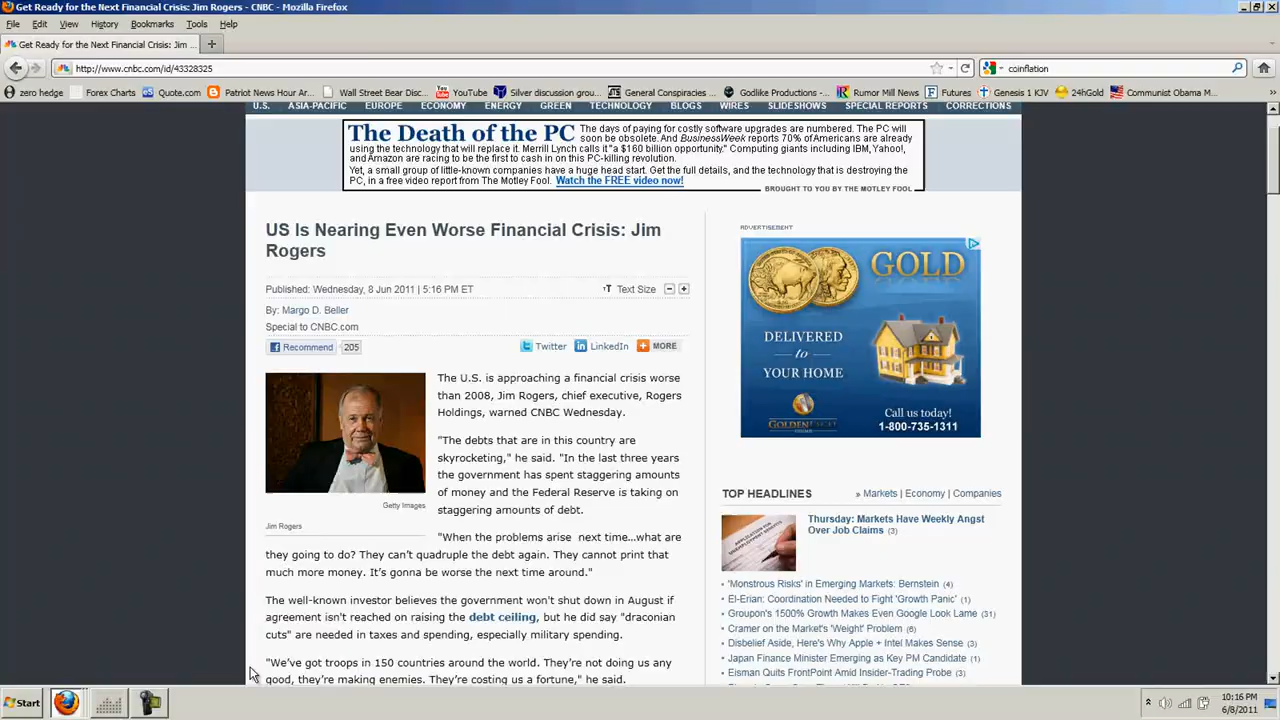 Get Ready for the Next Financial Crisis: Jim Rogers - CNBC - Mozilla Firefox
File Edit View History Bookmarks Tools Help
Get Ready for the Next Financial Crisis: Jim ...
http://www.cnbc.com/id/43328325
coinflation
zero hedge Forex Charts Quote.com Patriot News Hour Ar... Wall Street Bear Disc... YouTube Silver discussion grou... General Conspiracies ... Godlike Productions - ... Rumor Mill News Futures Genesis 1 KJV 24hGold Communist Obama M...
U.S. ASIA-PACIFIC EUROPE ECONOMY ENERGY GREEN TECHNOLOGY BLOGS WIRES SLIDESHOWS SPECIAL REPORTS CORRECTIONS
The Death of the PC The days of paying for costly software upgrades are numbered. The PC will
soon be obsolete. And BusinessWeek reports 70% of Americans are already
using the technology that will replace it. Merrill Lynch calls it "a $160 billion opportunity." Computing giants including IBM, Yahoo!,
and Amazon are racing to be the first to cash in on this PC-killing revolution.
Yet, a small group of little-known companies have a huge head start. Get the full details, and the technology that is destroying the
PC, in a free video report from The Motley Fool. Watch the FREE video now!
BROUGHT TO YOU BY THE MOTLEY FOOL
US Is Nearing Even Worse Financial Crisis: Jim
Rogers
Published: Wednesday, 8 Jun 2011 | 5:16 PM ET
Text Size
By: Margo D. Beller
Special to CNBC.com
Recommend 205
Twitter LinkedIn MORE
The U.S. is approaching a financial crisis worse
than 2008, Jim Rogers, chief executive, Rogers
Holdings, warned CNBC Wednesday.
"The debts that are in this country are
skyrocketing," he said. "In the last three years
the government has spent staggering amounts
of money and the Federal Reserve is taking on
staggering amounts of debt.
Getty Images
Jim Rogers
"When the problems arise next time...what are
they going to do? They can't quadruple the debt again. They cannot print that
much more money. It's gonna be worse the next time around."
The well-known investor believes the government won't shut down in August if
agreement isn't reached on raising the debt ceiling, but he did say "draconian
cuts" are needed in taxes and spending, especially military spending.
"We've got troops in 150 countries around the world. They're not doing us any
good, they're making enemies. They're costing us a fortune," he said.
ADVERTISEMENT
GOLD
DELIVERED
to
YOUR HOME
Call us today!
1-800-735-1311
TOP HEADLINES
» Markets | Economy | Companies
Thursday: Markets Have Weekly Angst
Over Job Claims (3)
'Monstrous Risks' in Emerging Markets: Bernstein (4)
El-Erian: Coordination Needed to Fight 'Growth Panic' (1)
Groupon's 1500% Growth Makes Even Google Look Lame (31)
Cramer on the Market's 'Weight' Problem (6)
Disbelief Aside, Here's Why Apple + Intel Makes Sense (3)
Japan Finance Minister Emerging as Key PM Candidate (1)
Eisman Quits FrontPoint Amid Insider-Trading Probe (3)
Start
10:16 PM
6/8/2011